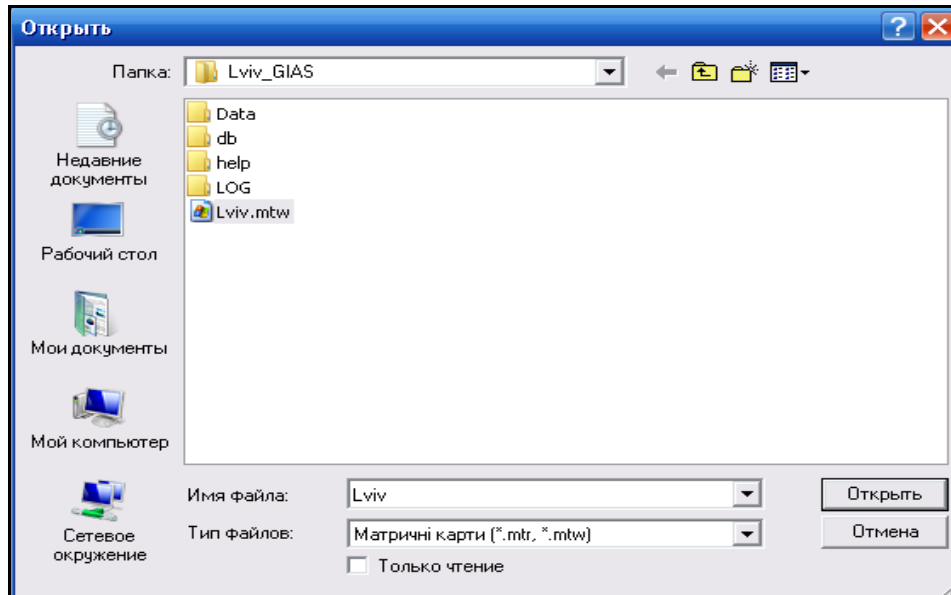 Открыть
Папка: Lviv_GIAS
Data
db
help
LOG
Lviv.mtw
Недавние
документы
Рабочий стол
Мои документы
Мой компьютер
Сетевое
окружение
Имя файла: Lviv Открыть
Тип файлов: Матричні карти (*.mtr, *.mtw) Отмена
Только чтение